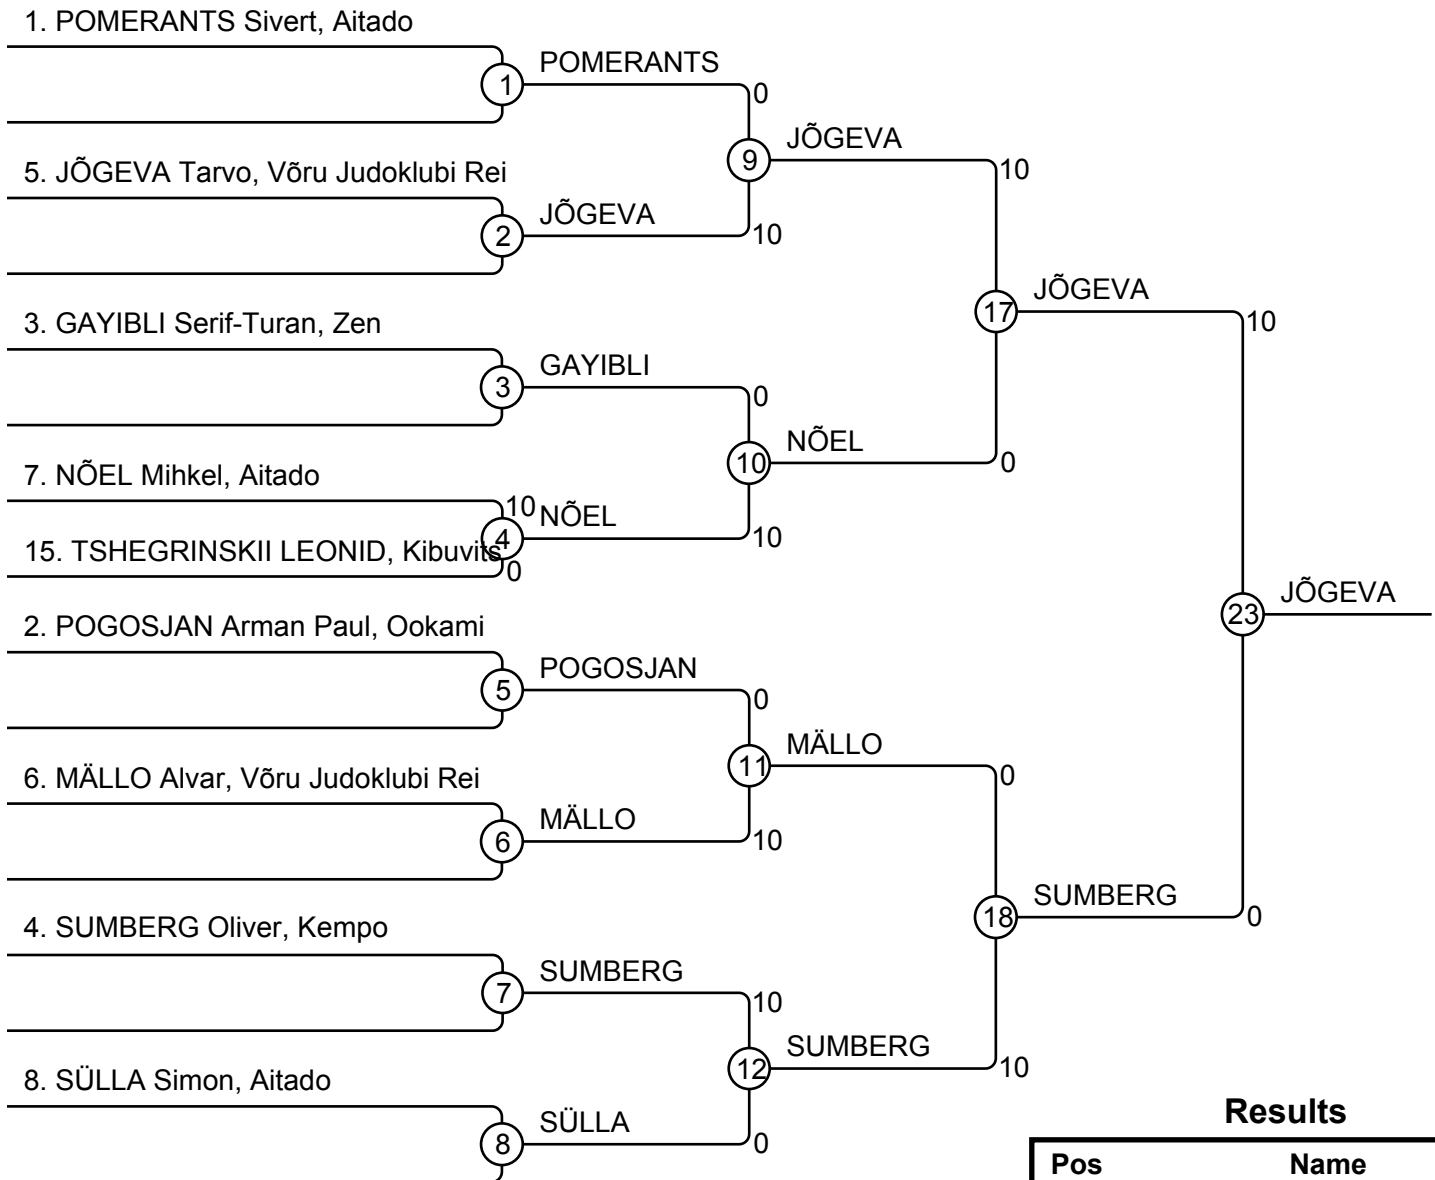 1. POMERANTS Sivert, Aitado
1
POMERANTS
0
9
JÕGEVA
10
5. JÕGEVA Tarvo, Võru Judoklubi Rei
2
JÕGEVA
10
17
JÕGEVA
10
3. GAYIBLI Serif-Turan, Zen
3
GAYIBLI
0
10
NÕEL
0
7. NÕEL Mihkel, Aitado
10
4
NÕEL
10
15. TSHEGRINSKII LEONID, Kibuvits
0
23
JÕGEVA
2. POGOSJAN Arman Paul, Ookami
5
POGOSJAN
0
11
MÄLLO
0
6. MÄLLO Alvar, Võru Judoklubi Rei
6
MÄLLO
10
18
SUMBERG
0
4. SUMBERG Oliver, Kempo
7
SUMBERG
10
12
SUMBERG
10
8. SÜLLA Simon, Aitado
8
SÜLLA
0
Results
Pos Name